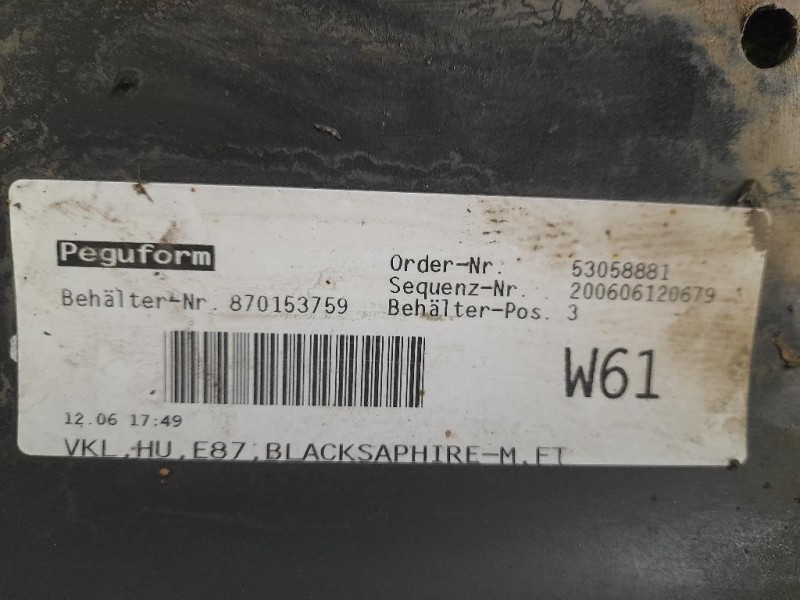 Peguform
Order-Nr. 53058881
Sequenz-Nr. 200606120679
Behälter-Nr. 870153759 Behälter-Pos. 3
W61
12.06 17:49
VKL,HU,E87,BLACKSAPHIRE-M,